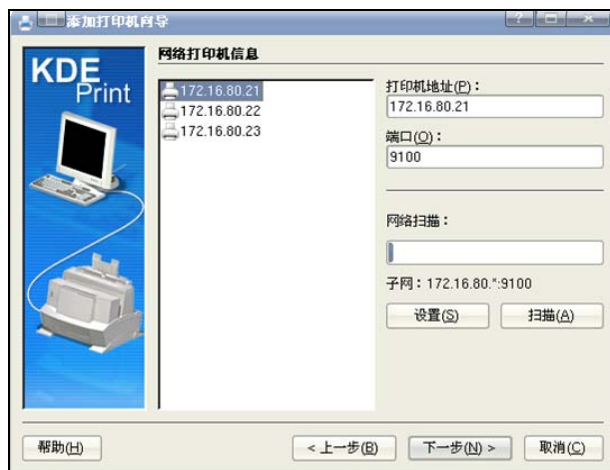 添加打印机向导
KDE
Print
网络打印机信息
172.16.80.21
172.16.80.22
172.16.80.23
打印机地址(P)：
172.16.80.21
端口(O)：
9100
网络扫描：
子网：172.16.80.*:9100
设置(S)
扫描(A)
帮助(H)
< 上一步(B)
下一步(N) >
取消(C)